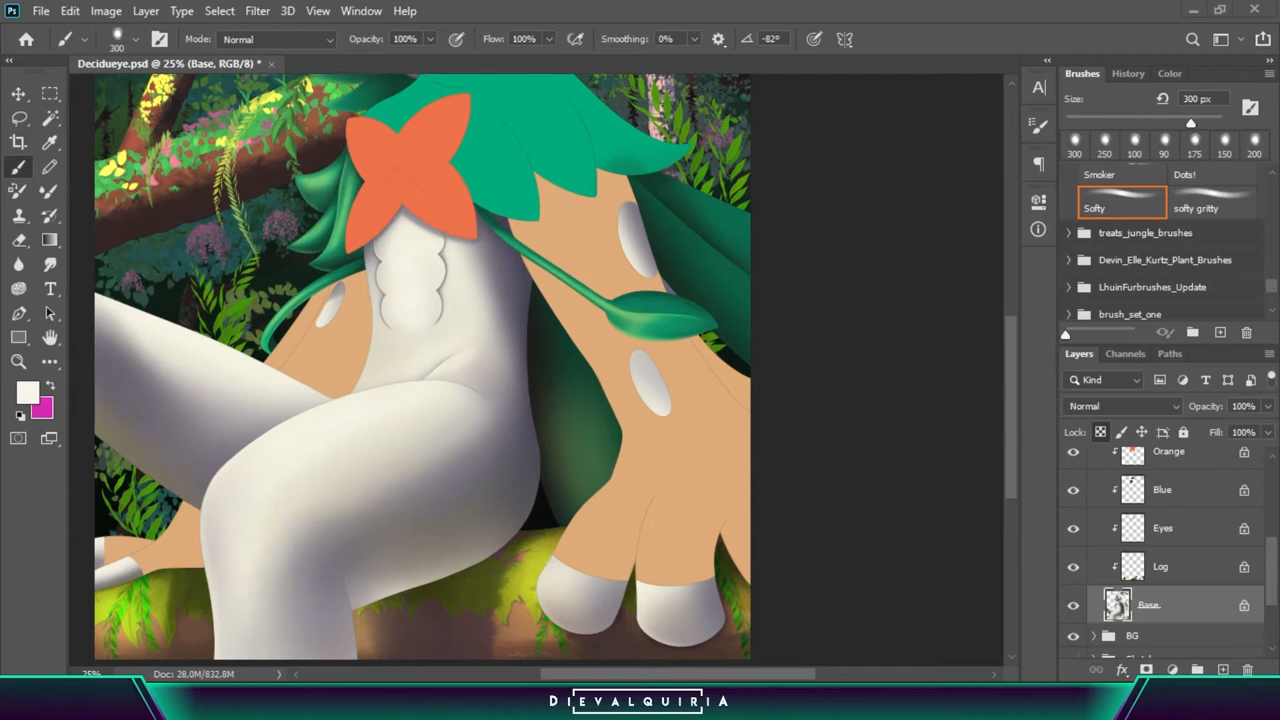 Ps File Edit Image Layer Type Select Filter 3D View Window Help
300 Mode: Normal Opacity: 100% Flow: 100% Smoothing: 0% -82°
Decidueye.psd @ 25% (Base, RGB/8) *
Brushes History Color
Size: 300 px
300 250 100 90 175 150 200
Smoker Dots!
Softy softy gritty
treats_jungle_brushes
Devin_Elle_Kurtz_Plant_Brushes
LhuinFurbrushes_Update
brush_set_one
Layers Channels Paths
Kind
Normal Opacity: 100%
Lock: Fill: 100%
Orange
Blue
Eyes
Log
Base
BG
25% Doc: 28,0M/832,8M
DIEVALQUIRIA